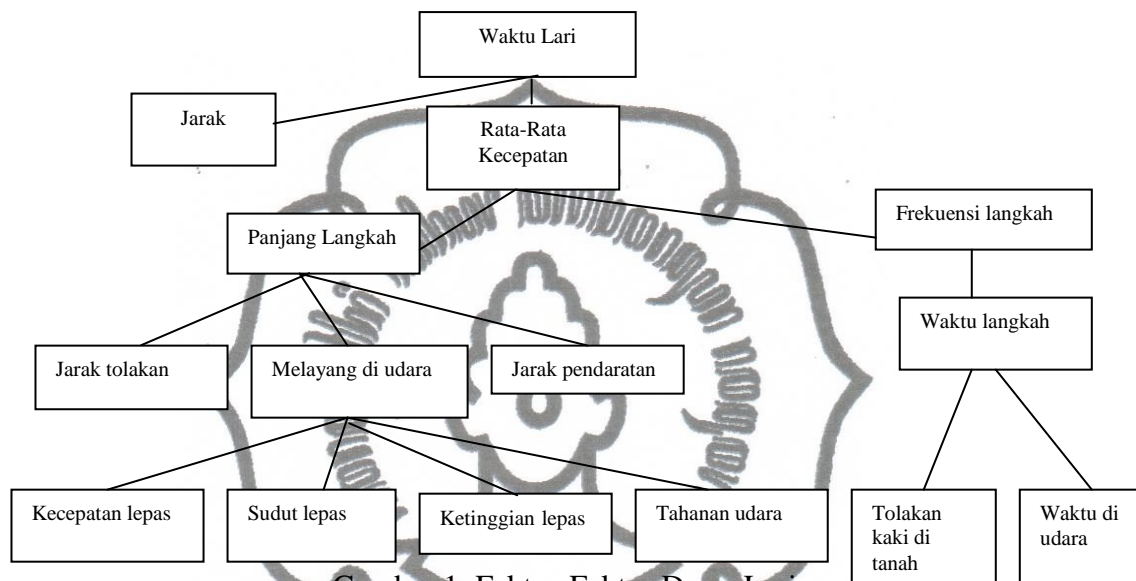 Waktu Lari
Jarak
Rata-Rata
Kecepatan
Panjang Langkah
Frekuensi langkah
Waktu langkah
Jarak tolakan
Melayang di udara
Jarak pendaratan
Kecepatan lepas
Sudut lepas
Ketinggian lepas
Tahanan udara
Tolakan
kaki di
tanah
Waktu di
udara